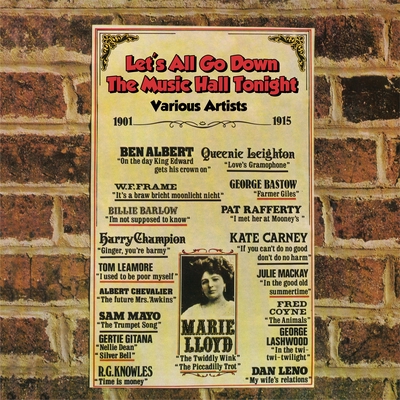 Let's All Go Down
The Music Hall Tonight
Various Artists
1901 1915
BEN ALBERT
"On the day King Edward
gets his crown on"
Queenie Leighton
"Love's Gramophone"
W.F. FRAME
"It's a braw bricht moonlicht nicht"
GEORGE BASTOW
"Farmer Giles"
BILLIE BARLOW
"I'm not supposed to know"
PAT RAFFERTY
"I met her at Mooney's"
Harry Champion
"Ginger, you're barmy"
KATE CARNEY
"If you can't do no good
don't do no harm"
TOM LEAMORE
"I used to be poor myself"
JULIE MACKAY
"In the good old
summertime"
ALBERT CHEVALIER
"The future Mrs. 'Awkins"
FRED
COYNE
"The Animals"
SAM MAYO
"The Trumpet Song"
GEORGE
LASHWOOD
"In the twi-
twi-twilight"
GERTIE GITANA
"Nellie Dean"
"Silver Bell"
MARIE
LLOYD
"The Twiddly Wink"
"The Piccadilly Trot"
R.G. KNOWLES
"Time is money"
DAN LENO
"My wife's relations"